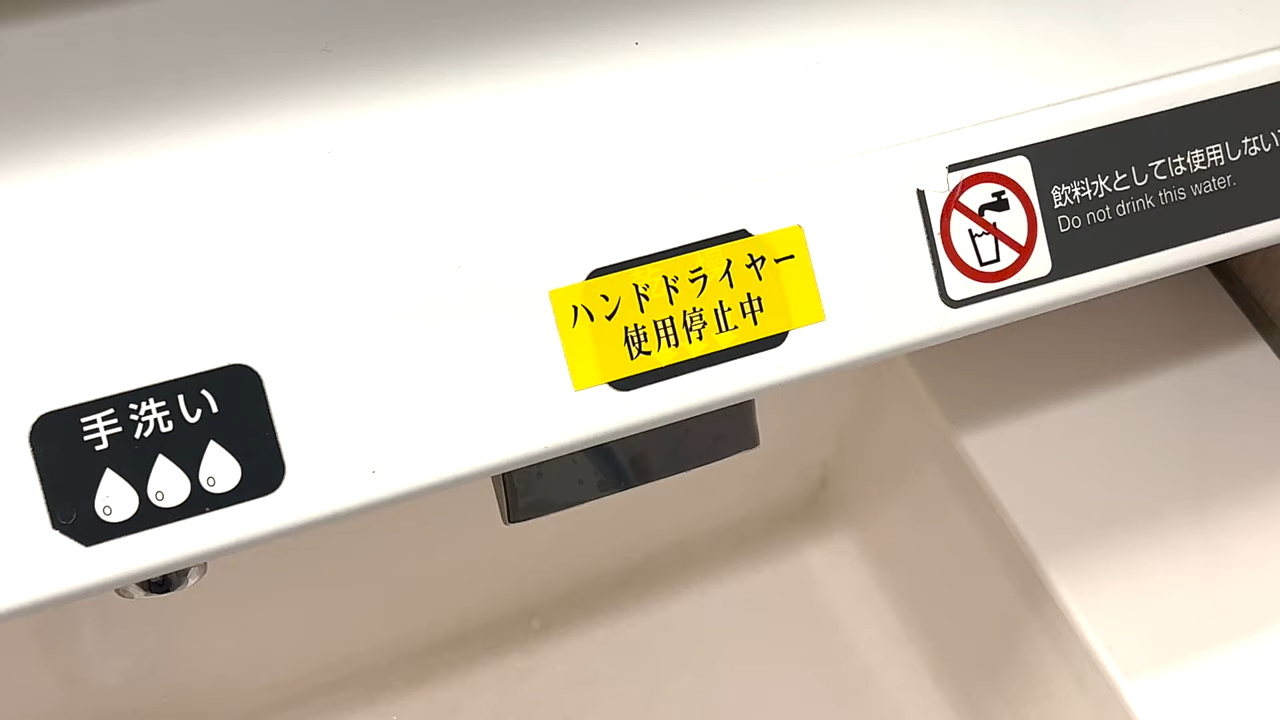 手洗い
ハンドドライヤー
使用停止中
飲料水としては使用しない
Do not drink this water.